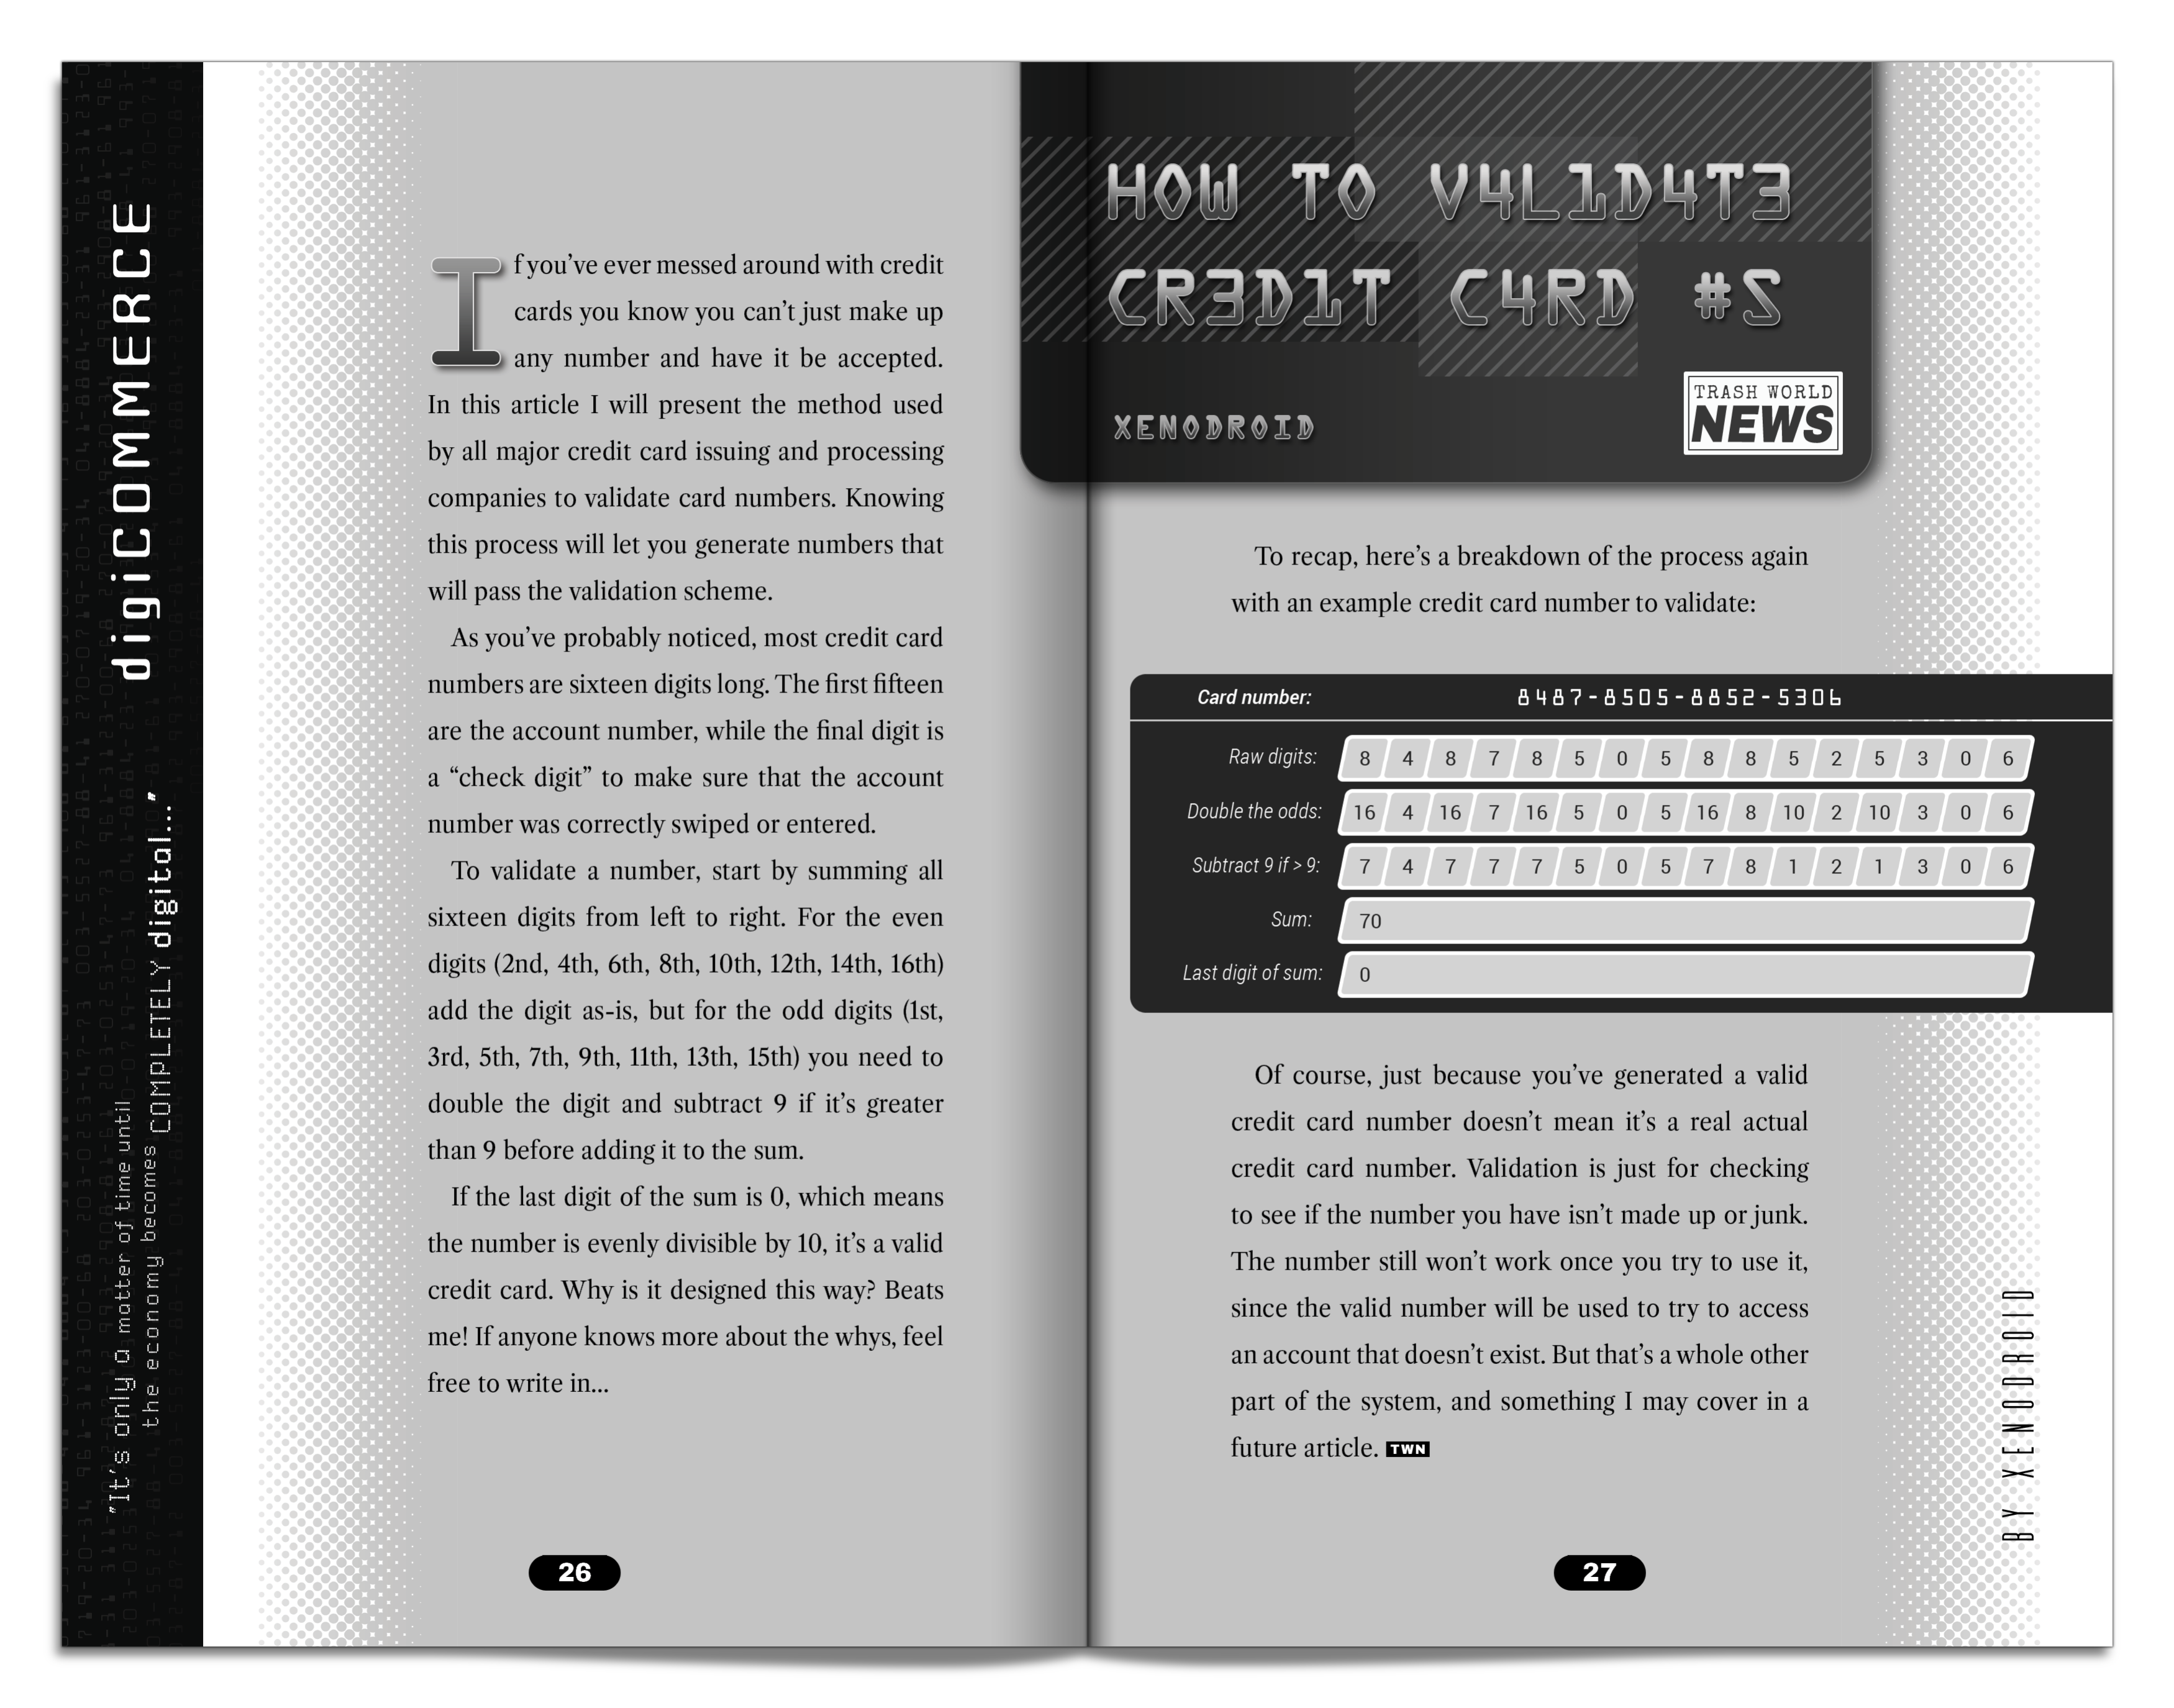 digiCOMMERCE
"It's only a matter of time until
the economy becomes COMPLETELY digital..."
If you've ever messed around with credit
cards you know you can't just make up
any number and have it be accepted.
In this article I will present the method used
by all major credit card issuing and processing
companies to validate card numbers. Knowing
this process will let you generate numbers that
will pass the validation scheme.
As you've probably noticed, most credit card
numbers are sixteen digits long. The first fifteen
are the account number, while the final digit is
a “check digit” to make sure that the account
number was correctly swiped or entered.
To validate a number, start by summing all
sixteen digits from left to right. For the even
digits (2nd, 4th, 6th, 8th, 10th, 12th, 14th, 16th)
add the digit as-is, but for the odd digits (1st,
3rd, 5th, 7th, 9th, 11th, 13th, 15th) you need to
double the digit and subtract 9 if it's greater
than 9 before adding it to the sum.
If the last digit of the sum is 0, which means
the number is evenly divisible by 10, it's a valid
credit card. Why is it designed this way? Beats
me! If anyone knows more about the whys, feel
free to write in...
26
HOW TO V4L1D4T3
CR3D1T C4RD #S
XENODROID
TRASH WORLD
NEWS
To recap, here's a breakdown of the process again
with an example credit card number to validate:
Card number: 8487-8505-8852-5306
Raw digits: 8 4 8 7 8 5 0 5 8 8 5 2 5 3 0 6
Double the odds: 16 4 16 7 16 5 0 5 16 8 10 2 10 3 0 6
Subtract 9 if > 9: 7 4 7 7 7 5 0 5 7 8 1 2 1 3 0 6
Sum: 70
Last digit of sum: 0
Of course, just because you've generated a valid
credit card number doesn't mean it's a real actual
credit card number. Validation is just for checking
to see if the number you have isn't made up or junk.
The number still won't work once you try to use it,
since the valid number will be used to try to access
an account that doesn't exist. But that's a whole other
part of the system, and something I may cover in a
future article. TWN
BY XENODROID
27